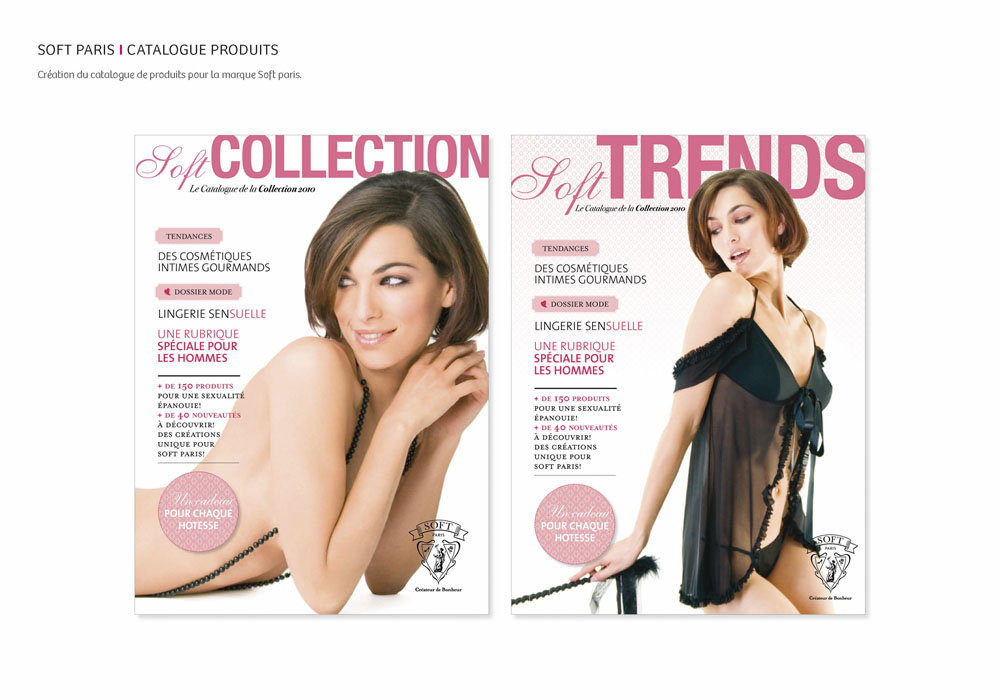 SOFT PARIS I CATALOGUE PRODUITS
Création du catalogue de produits pour la marque Soft paris.
Soft COLLECTION
Le Catalogue de la Collection 2010
TENDANCES
DES COSMÉTIQUES
INTIMES GOURMANDS
DOSSIER MODE
LINGERIE SENSUELLE
UNE RUBRIQUE
SPÉCIALE POUR
LES HOMMES
+ DE 150 PRODUITS
POUR UNE SEXUALITÉ
ÉPANOUIE!
+ DE 40 NOUVEAUTÉS
À DÉCOUVRIR!
DES CRÉATIONS
UNIQUE POUR
SOFT PARIS!
Un cadeau
POUR CHAQUE
HOTESSE
SOFT
PARIS
Créateur de Bonheur
Soft TRENDS
Le Catalogue de la Collection 2010
TENDANCES
DES COSMÉTIQUES
INTIMES GOURMANDS
DOSSIER MODE
LINGERIE SENSUELLE
UNE RUBRIQUE
SPÉCIALE POUR
LES HOMMES
+ DE 150 PRODUITS
POUR UNE SEXUALITÉ
ÉPANOUIE!
+ DE 40 NOUVEAUTÉS
À DÉCOUVRIR!
DES CRÉATIONS
UNIQUE POUR
SOFT PARIS!
Un cadeau
POUR CHAQUE
HOTESSE
SOFT
PARIS
Créateur de Bonheur